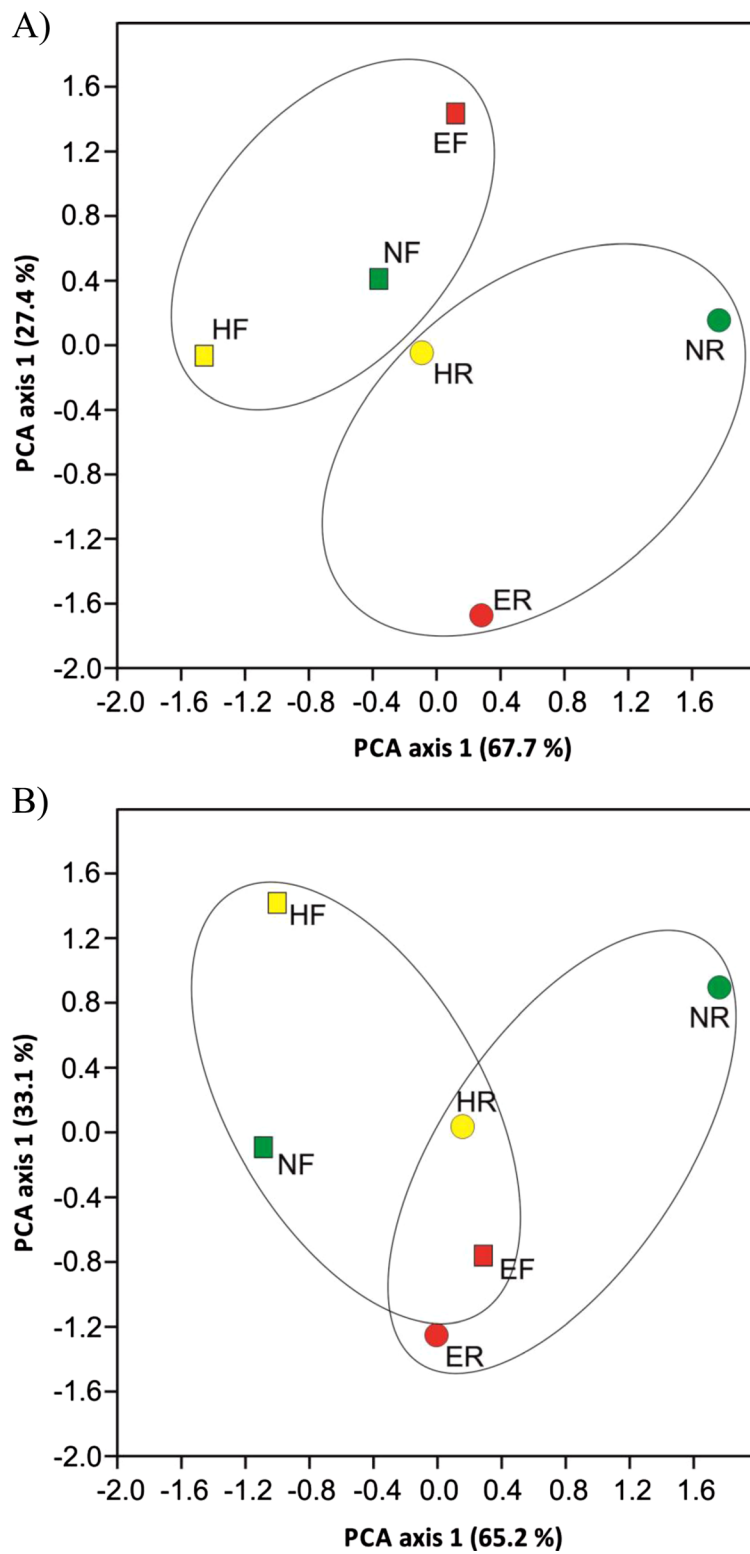 A)
1.6
1.2
0.8
0.4
0.0
-0.4
-0.8
-1.2
-1.6
-2.0
PCA axis 1 (27.4 %)
EF
NF
HF
HR
NR
ER
-2.0 -1.6 -1.2 -0.8 -0.4 0.0 0.4 0.8 1.2 1.6
PCA axis 1 (67.7 %)
B)
1.6
1.2
0.8
0.4
0.0
-0.4
-0.8
-1.2
-1.6
-2.0
PCA axis 1 (33.1 %)
HF
NR
HR
NF
EF
ER
-2.0 -1.6 -1.2 -0.8 -0.4 0.0 0.4 0.8 1.2 1.6
PCA axis 1 (65.2 %)